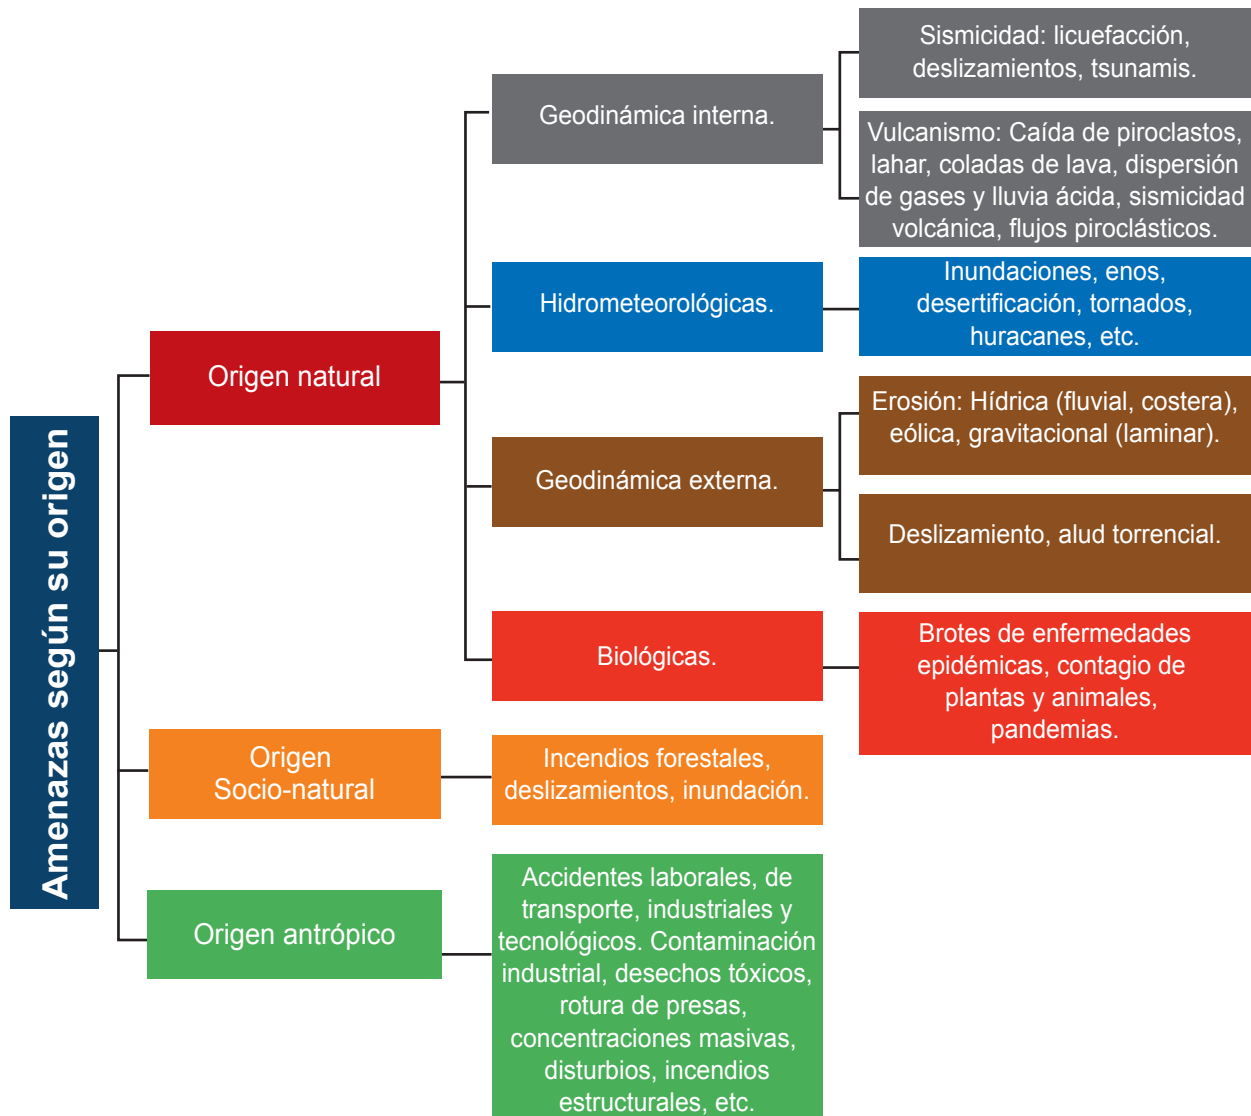 Amenazas según su origen
Origen natural
Geodinámica interna.
Sismicidad: licuefacción,
deslizamientos, tsunamis.
Vulcanismo: Caída de piroclastos,
lahar, coladas de lava, dispersión
de gases y lluvia ácida, sismicidad
volcánica, flujos piroclásticos.
Hidrometeorológicas.
Inundaciones, enos,
desertificación, tornados,
huracanes, etc.
Geodinámica externa.
Erosión: Hídrica (fluvial, costera),
eólica, gravitacional (laminar).
Deslizamiento, alud torrencial.
Biológicas.
Brotes de enfermedades
epidémicas, contagio de
plantas y animales,
pandemias.
Origen
Socio-natural
Incendios forestales,
deslizamientos, inundación.
Origen antrópico
Accidentes laborales, de
transporte, industriales y
tecnológicos. Contaminación
industrial, desechos tóxicos,
rotura de presas,
concentraciones masivas,
disturbios, incendios
estructurales, etc.